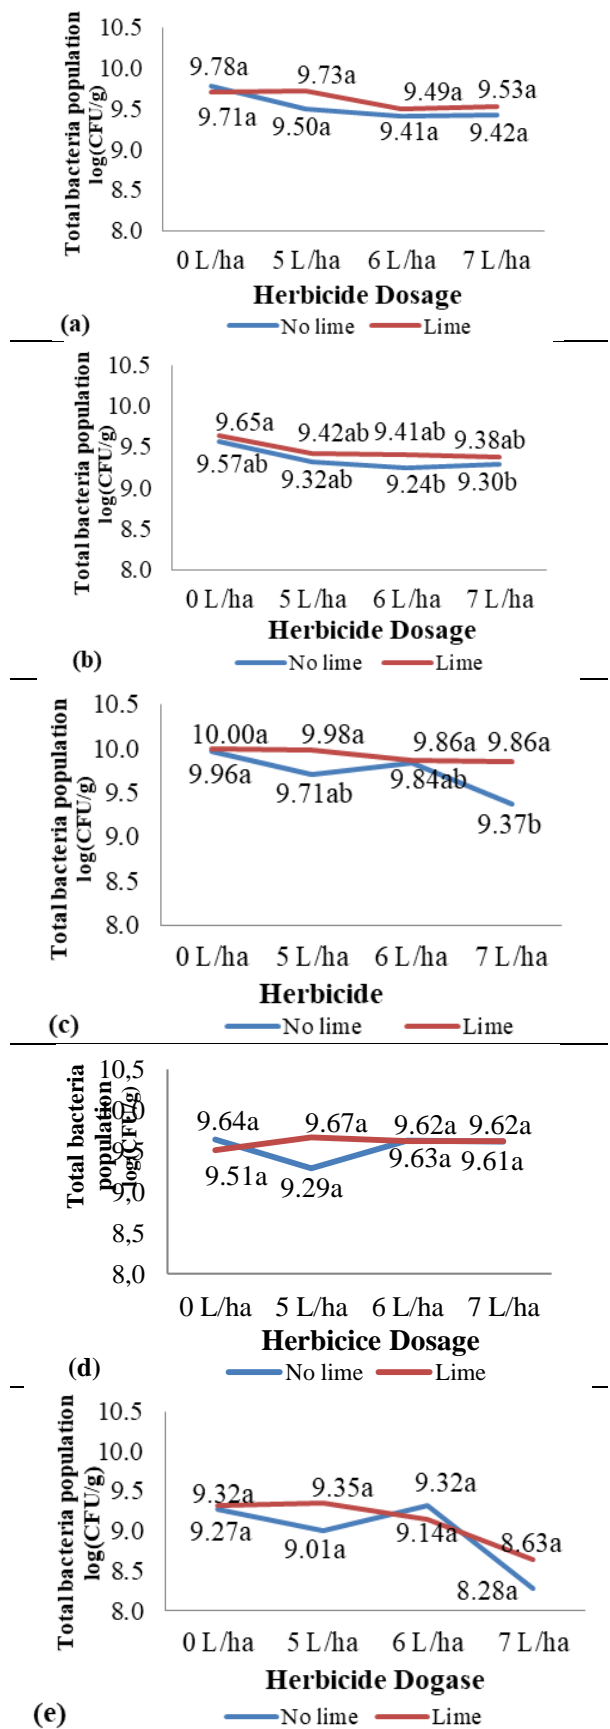 Total bacteria population
log(CFU/g)
10.5
10.0
9.5
9.0
8.5
8.0
9.78a
9.73a
9.49a
9.53a
9.71a
9.50a
9.41a
9.42a
0 L/ha 5 L/ha 6 L/ha 7 L/ha
Herbicide Dosage
(a)
No lime Lime
Total bacteria population
log(CFU/g)
10.5
10.0
9.5
9.0
8.5
8.0
9.65a
9.42ab
9.41ab
9.38ab
9.57ab
9.32ab
9.24b
9.30b
0 L/ha 5 L/ha 6 L/ha 7 L/ha
Herbicide Dosage
(b)
No lime Lime
Total bacteria population
log(CFU/g)
10.5
10.0
9.5
9.0
8.5
8.0
10.00a
9.98a
9.86a
9.86a
9.96a
9.71ab
9.84ab
9.37b
0 L/ha 5 L/ha 6 L/ha 7 L/ha
Herbicide
(c)
No lime Lime
Total bacteria
population
log(CFU/g)
10,5
10,0
9,5
9,0
8,5
8,0
9.64a
9.67a
9.62a
9.62a
9.51a
9.29a
9.63a
9.61a
0 L/ha 5 L/ha 6 L/ha 7 L/ha
Herbicice Dosage
(d)
No lime Lime
Total bacteria population
log(CFU/g)
10.5
10.0
9.5
9.0
8.5
8.0
9.32a
9.35a
9.32a
8.63a
9.27a
9.01a
9.14a
8.28a
0 L/ha 5 L/ha 6 L/ha 7 L/ha
Herbicide Dogase
(e)
No lime Lime